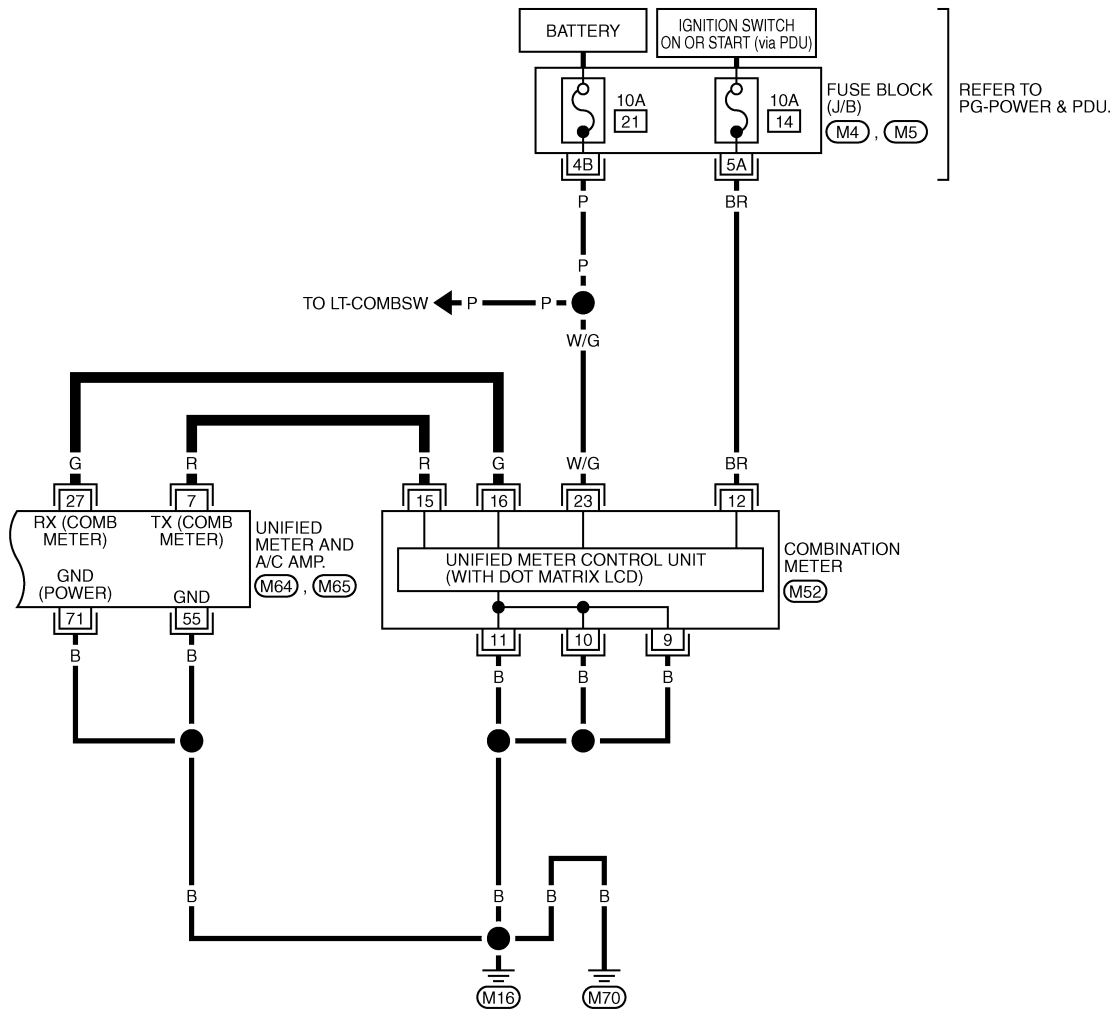 BATTERY
IGNITION SWITCH
ON OR START (via PDU)
10A
21
10A
14
FUSE BLOCK
(J/B)
M4 , M5
REFER TO
PG-POWER & PDU.
4B
5A
P
BR
P
TO LT-COMBSW
P
P
W/G
G
R
R
G
W/G
BR
27
7
15
16
23
12
RX (COMB
METER)
TX (COMB
METER)
GND
(POWER)
GND
UNIFIED
METER AND
A/C AMP.
M64 , M65
UNIFIED METER CONTROL UNIT
(WITH DOT MATRIX LCD)
COMBINATION
METER
M52
71
55
11
10
9
B
B
B
B
B
B
B
B
B
M16
M70